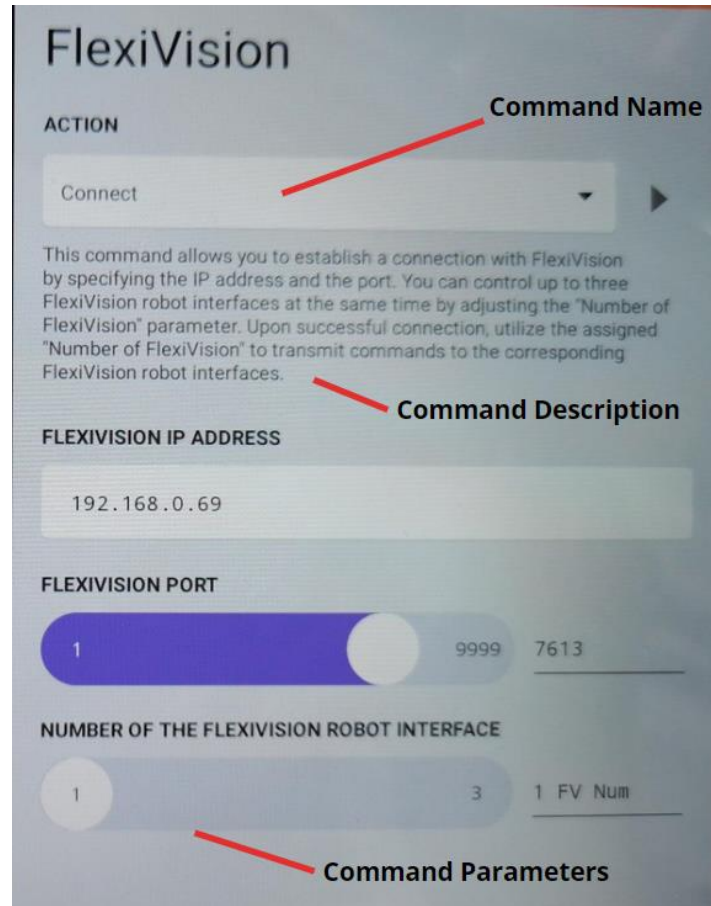 FlexiVision
Command Name
ACTION
Connect
This command allows you to establish a connection with FlexiVision
by specifying the IP address and the port. You can control up to three
FlexiVision robot interfaces at the same time by adjusting the "Number of
FlexiVision" parameter. Upon successful connection, utilize the assigned
"Number of FlexiVision" to transmit commands to the corresponding
FlexiVision robot interfaces.
Command Description
FLEXIVISION IP ADDRESS
192.168.0.69
FLEXIVISION PORT
1 9999 7613
NUMBER OF THE FLEXIVISION ROBOT INTERFACE
1 3 1 FV Num
Command Parameters